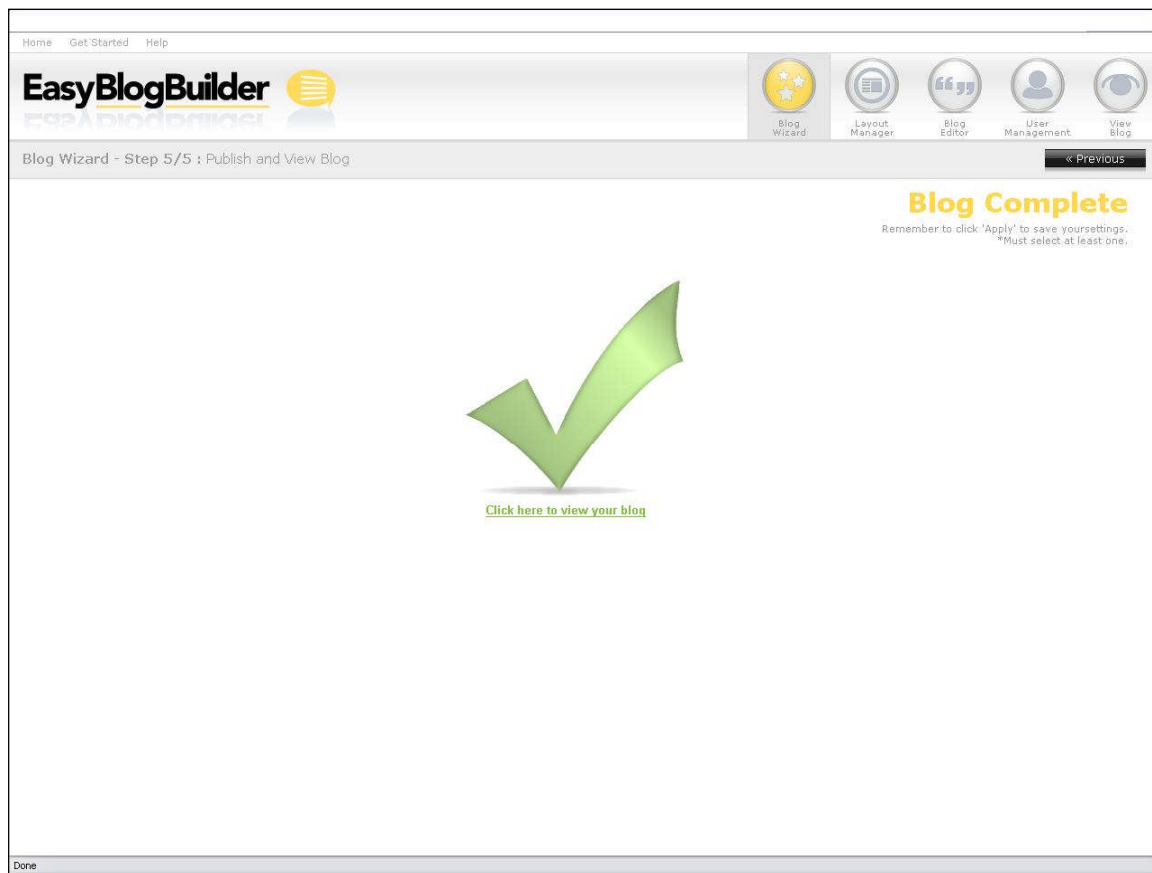 Home Get Started Help
EasyBlogBuilder
Blog
Wizard
Layout
Manager
Blog
Editor
User
Management
View
Blog
Blog Wizard - Step 5/5 : Publish and View Blog
« Previous
Blog Complete
Remember to click 'Apply' to save yoursettings.
*Must select at least one.
Click here to view your blog
Done